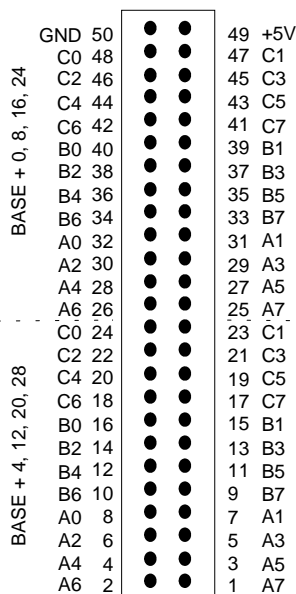 GND 50 49 +5V
C0 48 47 C1
C2 46 45 C3
C4 44 43 C5
C6 42 41 C7
B0 40 39 B1
B2 38 37 B3
B4 36 35 B5
B6 34 33 B7
A0 32 31 A1
A2 30 29 A3
A4 28 27 A5
A6 26 25 A7
BASE + 0, 8, 16, 24
C0 24 23 C1
C2 22 21 C3
C4 20 19 C5
C6 18 17 C7
B0 16 15 B1
B2 14 13 B3
B4 12 11 B5
B6 10 9 B7
A0 8 7 A1
A2 6 5 A3
A4 4 3 A5
A6 2 1 A7
BASE + 4, 12, 20, 28